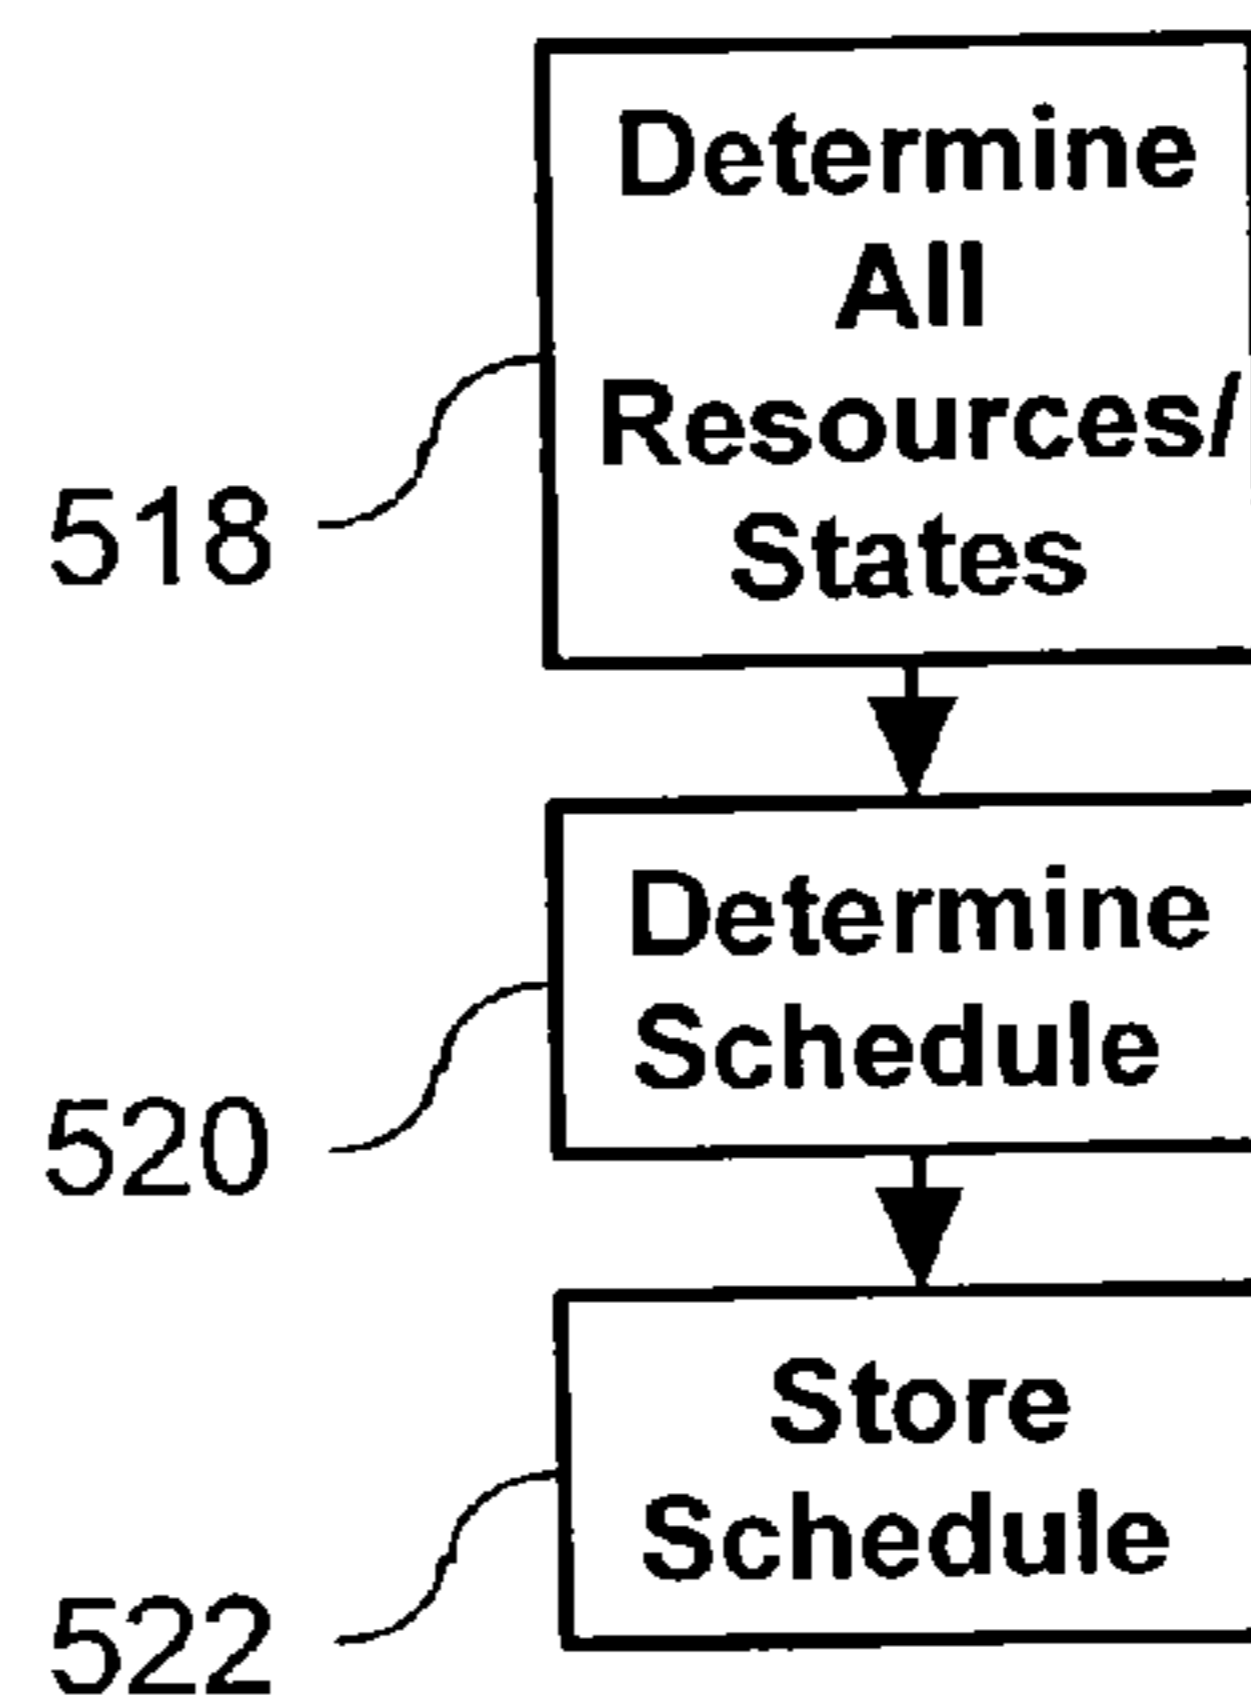 Determine
All
Resources/
States
518
Determine
Schedule
520
Store
Schedule
522